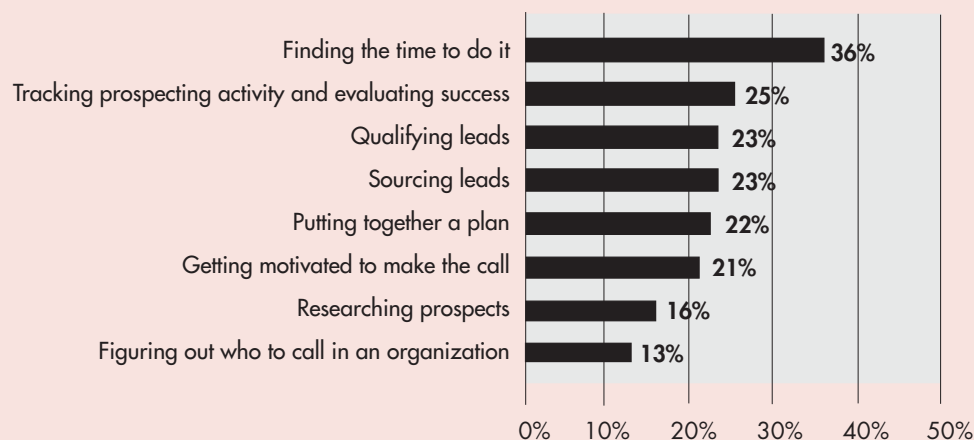 Finding the time to do it 36%
Tracking prospecting activity and evaluating success 25%
Qualifying leads 23%
Sourcing leads 23%
Putting together a plan 22%
Getting motivated to make the call 21%
Researching prospects 16%
Figuring out who to call in an organization 13%
0% 10% 20% 30% 40% 50%